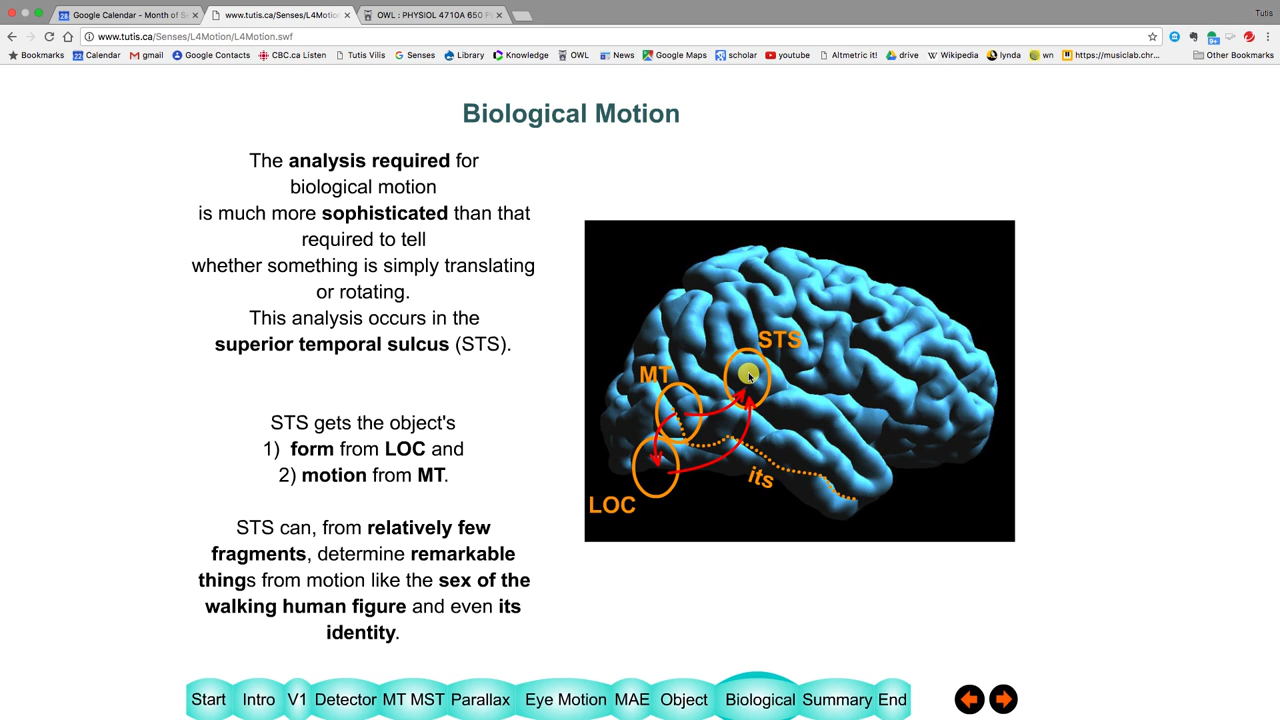 Google Calendar - Month of S
www.tutis.ca/Senses/L4Motio
OWL : PHYSIOL 4710A 650 F
Tutis
www.tutis.ca/Senses/L4Motion/L4Motion.swf
Bookmarks Calendar gmail Google Contacts CBC.ca Listen Tutis Vilis Senses Library Knowledge OWL News Google Maps scholar youtube Altmetric it! drive Wikipedia lynda wn https://musiclab.chr... Other Bookmarks
Biological Motion
The analysis required for
biological motion
is much more sophisticated than that
required to tell
whether something is simply translating
or rotating.
This analysis occurs in the
superior temporal sulcus (STS).
STS gets the object's
1) form from LOC and
2) motion from MT.
STS can, from relatively few
fragments, determine remarkable
things from motion like the sex of the
walking human figure and even its
identity.
STS
MT
its
LOC
Start Intro V1 Detector MT MST Parallax Eye Motion MAE Object Biological Summary End